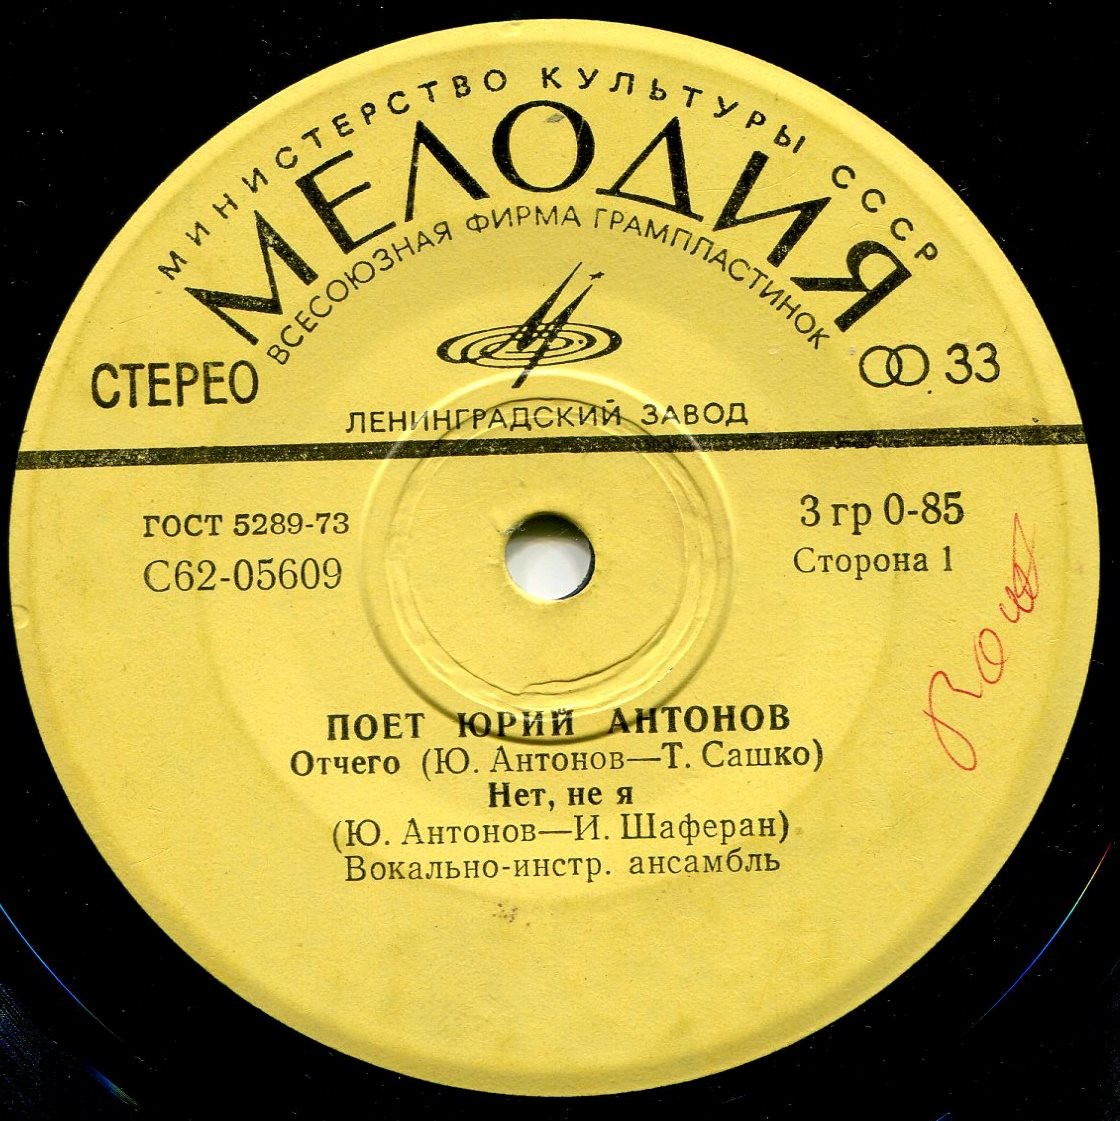 МИНИСТЕРСТВО КУЛЬТУРЫ СССР
МЕЛОДИЯ
ВСЕСОЮЗНАЯ ФИРМА ГРАМПЛАСТИНОК
СТЕРЕО
33
ЛЕНИНГРАДСКИЙ ЗАВОД
ГОСТ 5289-73
3 гр 0-85
С62-05609
Сторона 1
ПОЕТ ЮРИЙ АНТОНОВ
Отчего (Ю. Антонов—Т. Сашко)
Нет, не я
(Ю. Антонов—И. Шаферан)
Вокально-инстр. ансамбль